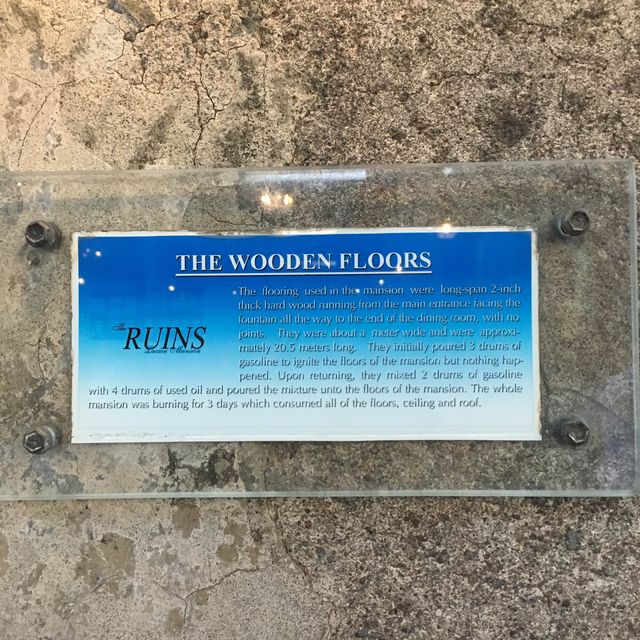 THE WOODEN FLOORS
The RUINS
Lacson Mansion
The flooring used in the mansion were long-span 2-inch
thick hard wood running from the main entrance facing the
fountain all the way to the end of the dining room, with no
joints. They were about a meter wide and were approxi-
mately 20.5 meters long. They initially poured 3 drums of
gasoline to ignite the floors of the mansion but nothing hap-
pened. Upon returning, they mixed 2 drums of gasoline
with 4 drums of used oil and poured the mixture unto the floors of the mansion. The whole
mansion was burning for 3 days which consumed all of the floors, ceiling and roof.